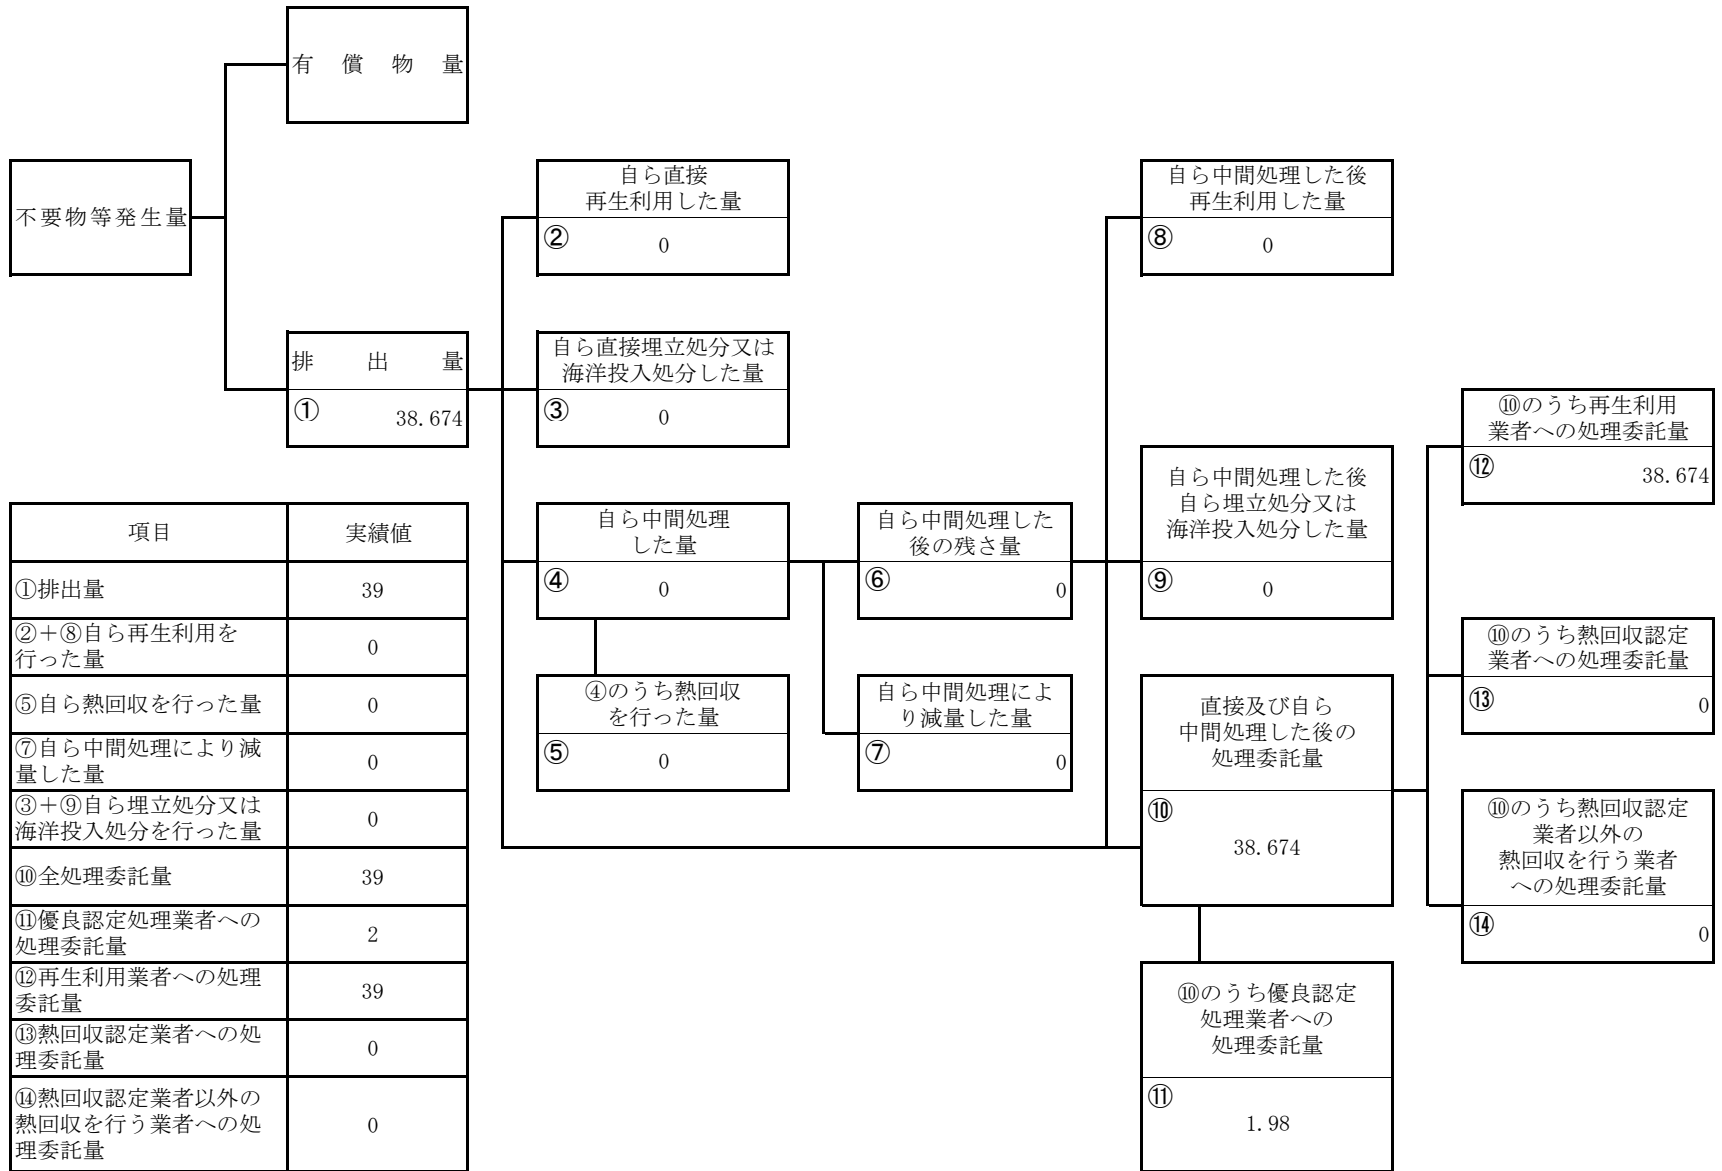 有償物量
不要物等発生量
排出量
① 38.674
自ら直接
再生利用した量
② 0
自ら直接埋立処分又は
海洋投入処分した量
③ 0
自ら中間処理
した量
④ 0
④のうち熱回収
を行った量
⑤ 0
自ら中間処理した
後の残さ量
⑥ 0
自ら中間処理によ
り減量した量
⑦ 0
自ら中間処理した後
再生利用した量
⑧ 0
自ら中間処理した後
自ら埋立処分又は
海洋投入処分した量
⑨ 0
直接及び自ら
中間処理した後の
処理委託量
⑩
38.674
⑩のうち優良認定
処理業者への
処理委託量
⑪
1.98
⑩のうち再生利用
業者への処理委託量
⑫ 38.674
⑩のうち熱回収認定
業者への処理委託量
⑬ 0
⑩のうち熱回収認定
業者以外の
熱回収を行う業者
への処理委託量
⑭ 0
項目 実績値
①排出量 39
②+⑧自ら再生利用を
行った量 0
⑤自ら熱回収を行った量 0
⑦自ら中間処理により減
量した量 0
③+⑨自ら埋立処分又は
海洋投入処分を行った量 0
⑩全処理委託量 39
⑪優良認定処理業者への
処理委託量 2
⑫再生利用業者への処理
委託量 39
⑬熱回収認定業者への処
理委託量 0
⑭熱回収認定業者以外の
熱回収を行う業者への処 0
理委託量